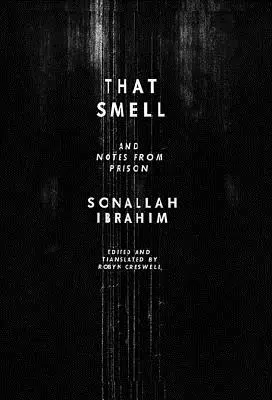 THAT
SMELL
AND
NOTES FROM
PRISON
SONALLAH
IBRAHIM
EDITED AND
TRANSLATED BY
ROBYN CRESWELL